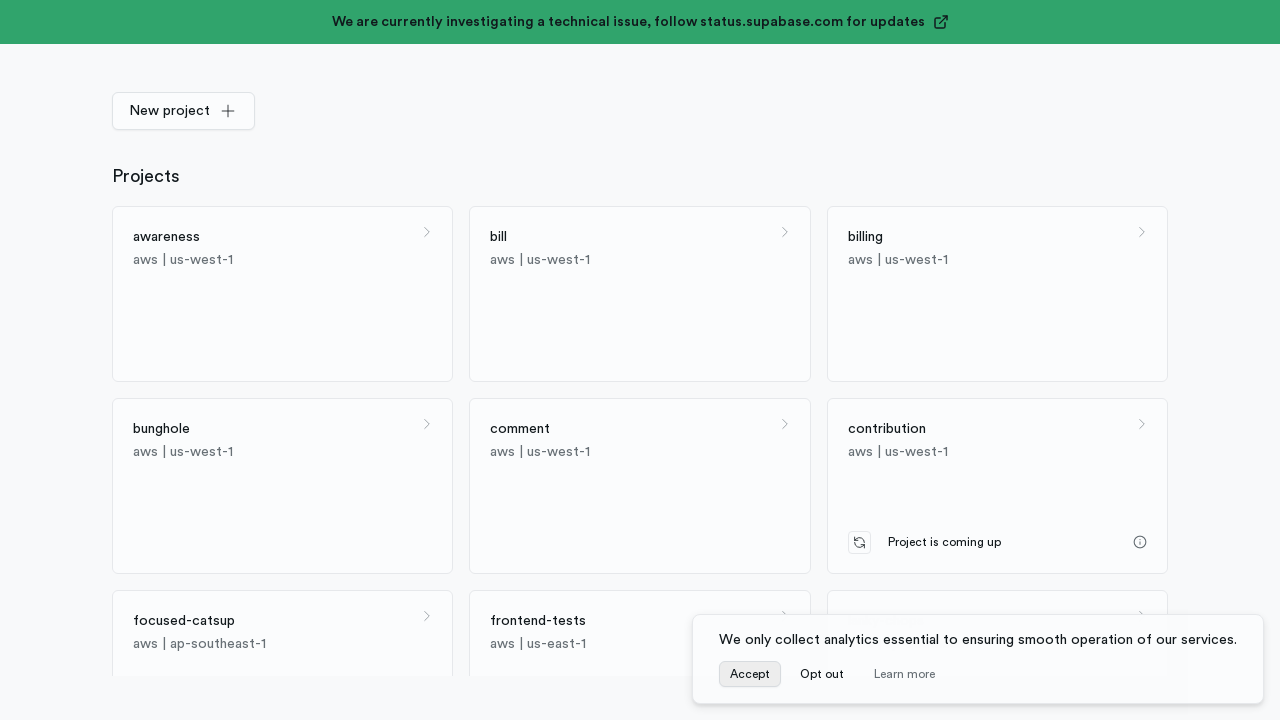 We are currently investigating a technical issue, follow status.supabase.com for updates
New project
Projects
awareness
aws | us-west-1
bill
aws | us-west-1
billing
aws | us-west-1
bunghole
aws | us-west-1
comment
aws | us-west-1
contribution
aws | us-west-1
Project is coming up
focused-catsup
aws | ap-southeast-1
frontend-tests
aws | us-east-1
We only collect analytics essential to ensuring smooth operation of our services.
Accept
Opt out
Learn more